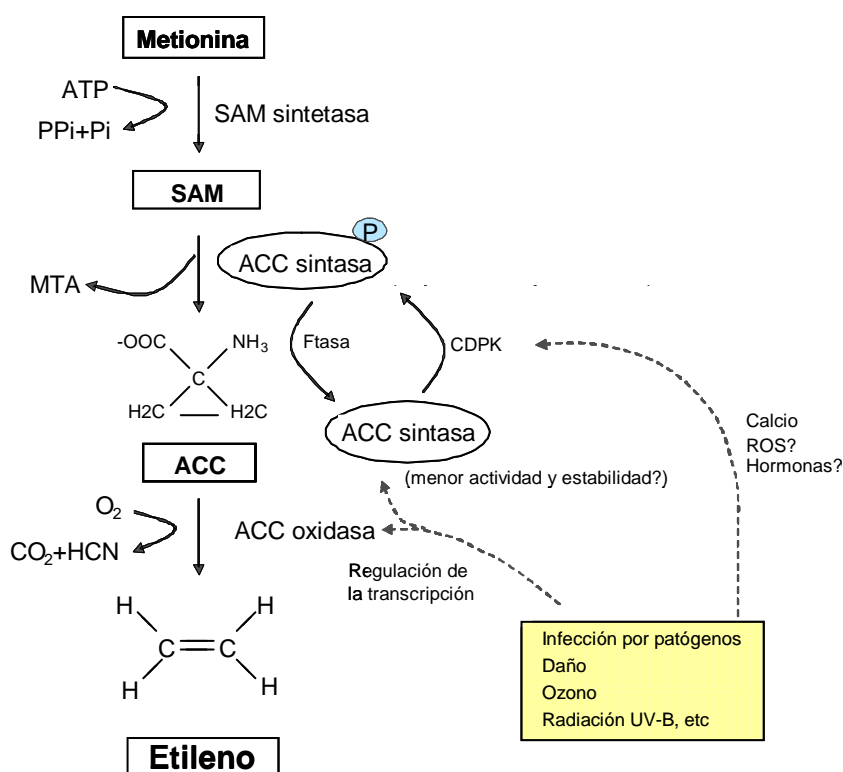 Metionina
ATP
PPi+Pi
SAM sintetasa
SAM
P
ACC sintasa
MTA
Ftasa
CDPK
-OOC
NH3
C
H2C
H2C
ACC sintasa
(menor actividad y estabilidad?)
Calcio
ROS?
Hormonas?
ACC
O2
CO2+HCN
ACC oxidasa
Regulación de
la transcripción
H
H
C
C
H
H
Infección por patógenos
Daño
Ozono
Radiación UV-B, etc
Etileno